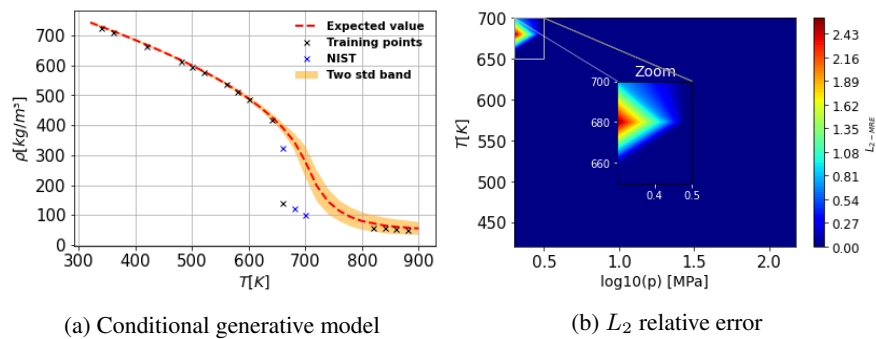 800
700
600
500
400
300
200
100
0
ρ[kg/m³]
300 400 500 600 700 800 900
T[K]
Expected value
Training points
NIST
Two std band
(a) Conditional generative model
700
650
600
550
500
450
T[K]
Zoom
700
680
660
0.4 0.5
0.5 1.0 1.5 2.0
log10(p) [MPa]
2.43
2.16
1.89
1.62
1.35
1.08
0.81
0.54
0.27
0.00
L2−MRE
(b) L2 relative error